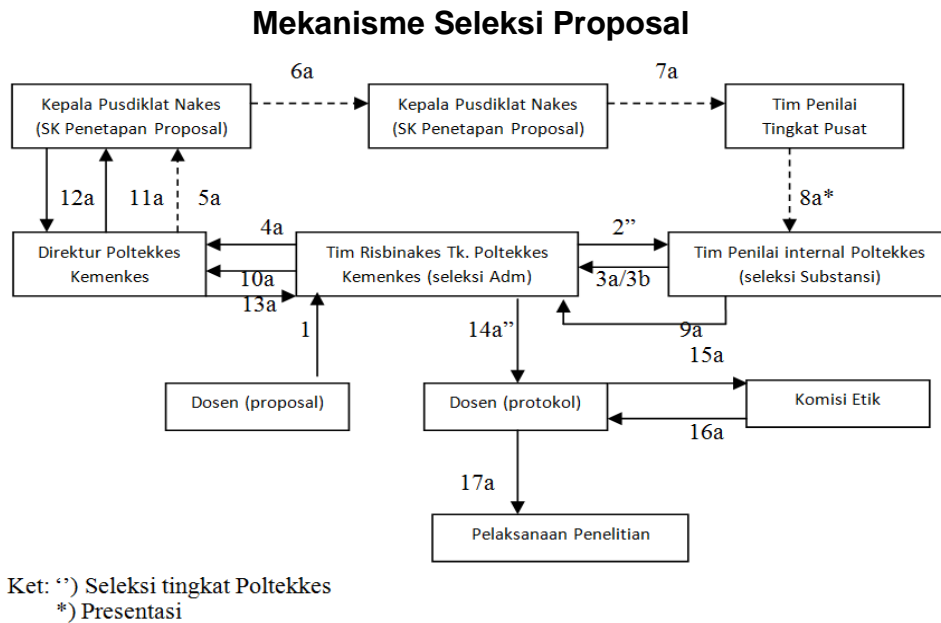 Mekanisme Seleksi Proposal
6a
7a
Kepala Pusdiklat Nakes
(SK Penetapan Proposal)
Kepala Pusdiklat Nakes
(SK Penetapan Proposal)
Tim Penilai
Tingkat Pusat
12a
11a
5a
8a*
4a
2”
Direktur Poltekkes
Kemenkes
Tim Risbinakes Tk. Poltekkes
Kemenkes (seleksi Adm)
Tim Penilai internal Poltekkes
(seleksi Substansi)
10a
3a/3b
13a
1
14a”
9a
15a
Dosen (proposal)
Dosen (protokol)
Komisi Etik
16a
17a
Pelaksanaan Penelitian
Ket: ‘’) Seleksi tingkat Poltekkes
*) Presentasi